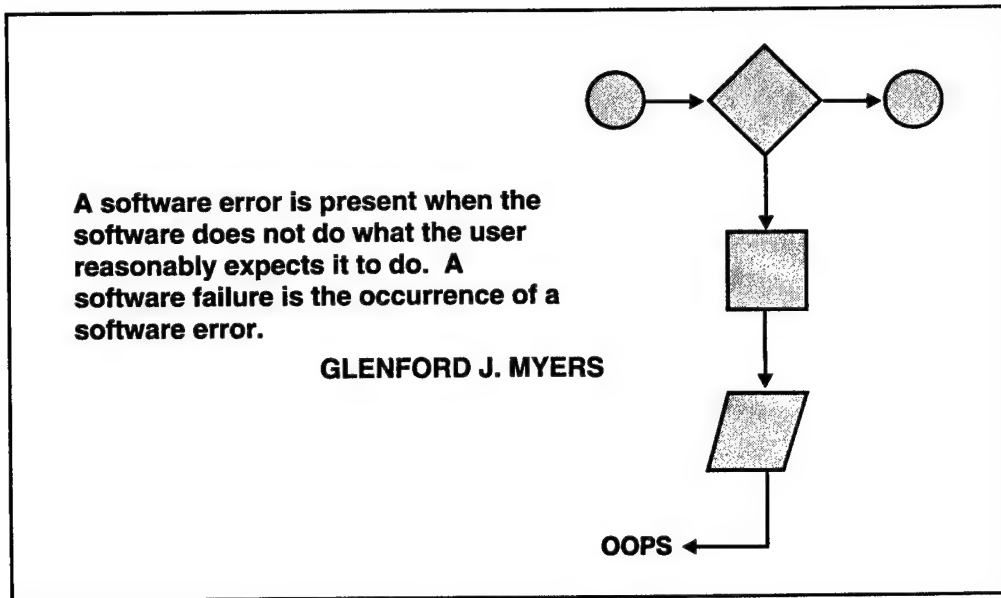 A software error is present when the
software does not do what the user
reasonably expects it to do. A
software failure is the occurrence of a
software error.
GLENFORD J. MYERS
OOPS